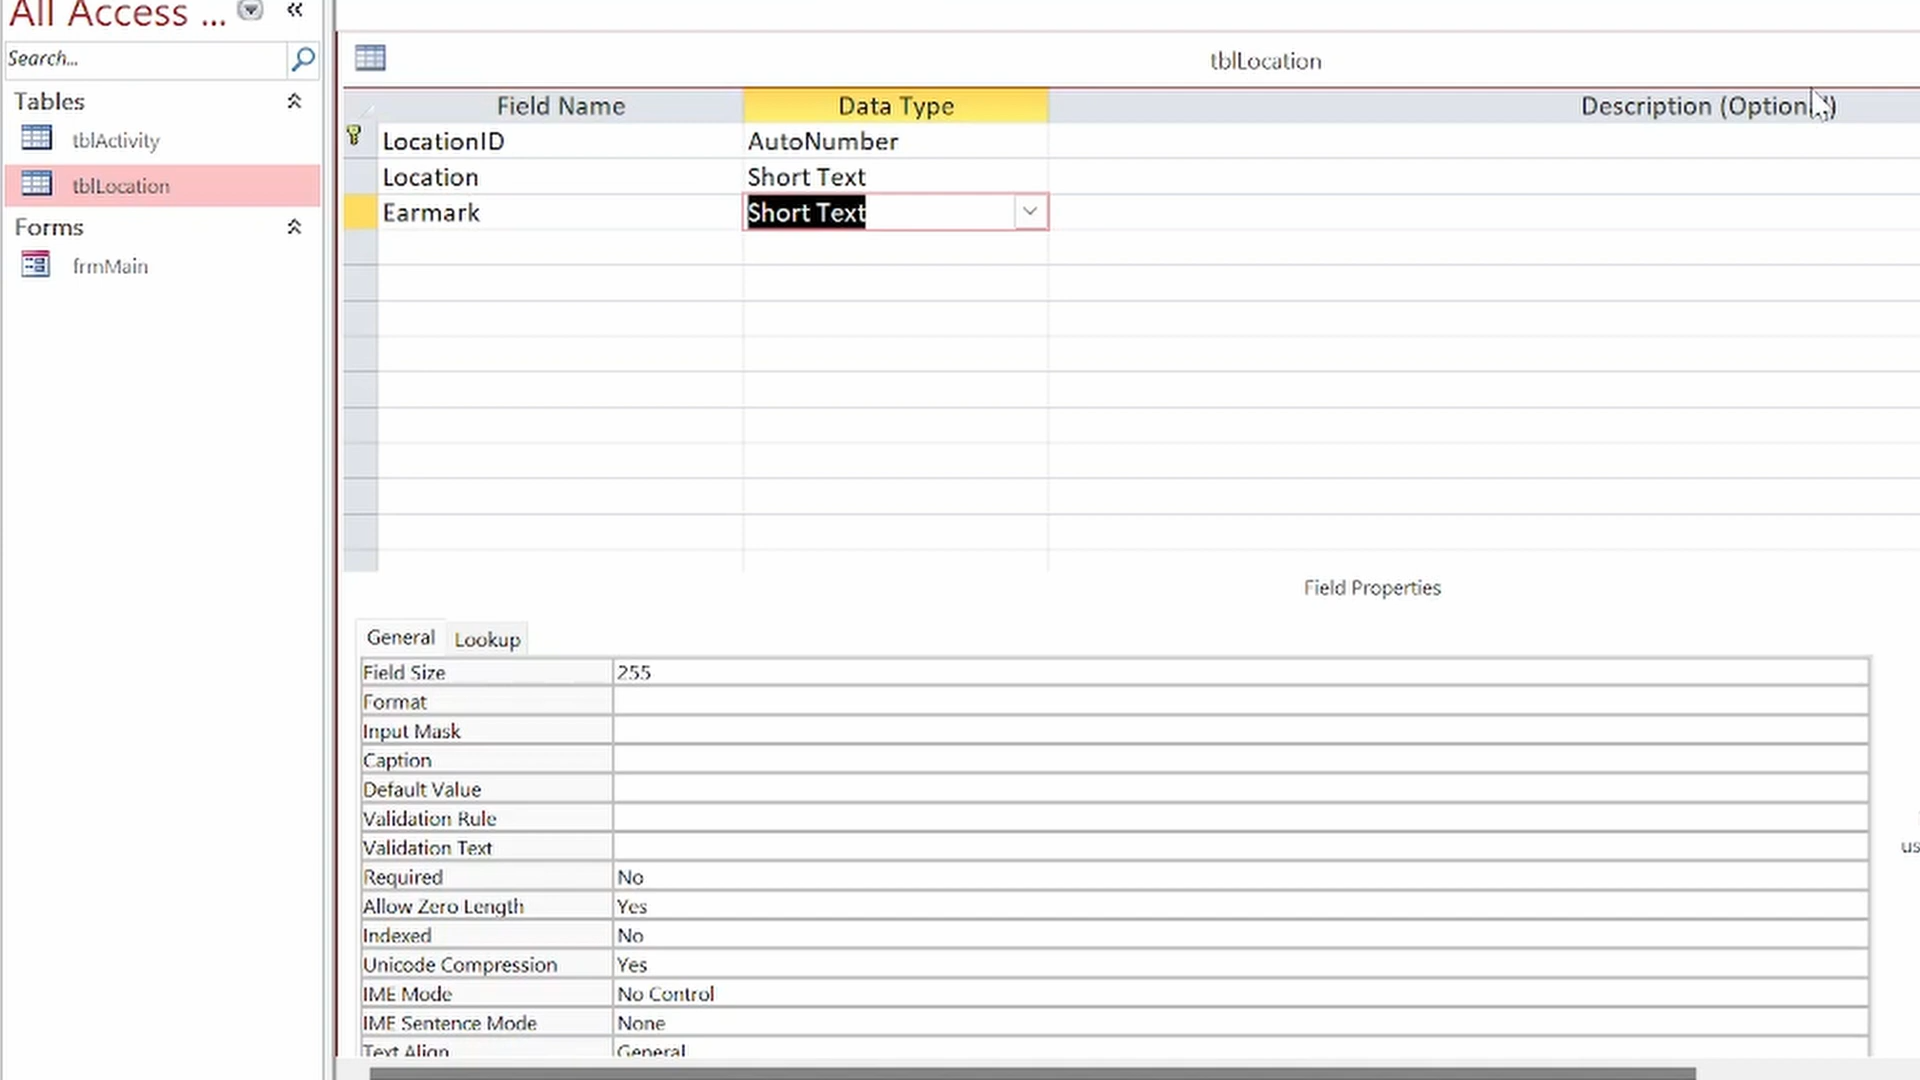 All Access ...
Search...
Tables
tblActivity
tblLocation
Forms
frmMain
tblLocation
Field Name Data Type Description (Optional)
LocationID AutoNumber
Location Short Text
Earmark Short Text
Field Properties
General Lookup
Field Size 255
Format
Input Mask
Caption
Default Value
Validation Rule
Validation Text
Required No
Allow Zero Length Yes
Indexed No
Unicode Compression Yes
IME Mode No Control
IME Sentence Mode None
Text Align General
us